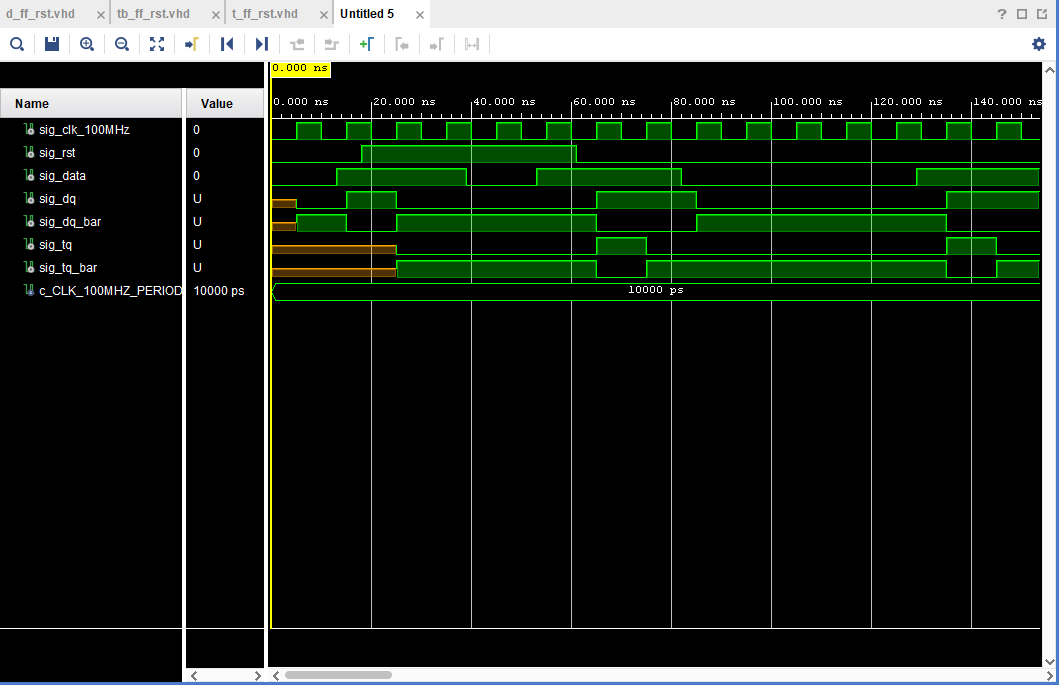 d_ff_rst.vhd × tb_ff_rst.vhd × t_ff_rst.vhd × Untitled 5 ×
?
0.000 ns
Name Value
0.000 ns 20.000 ns 40.000 ns 60.000 ns 80.000 ns 100.000 ns 120.000 ns 140.000 ns
sig_clk_100MHz 0
sig_rst 0
sig_data 0
sig_dq U
sig_dq_bar U
sig_tq U
sig_tq_bar U
c_CLK_100MHZ_PERIOD 10000 ps 10000 ps